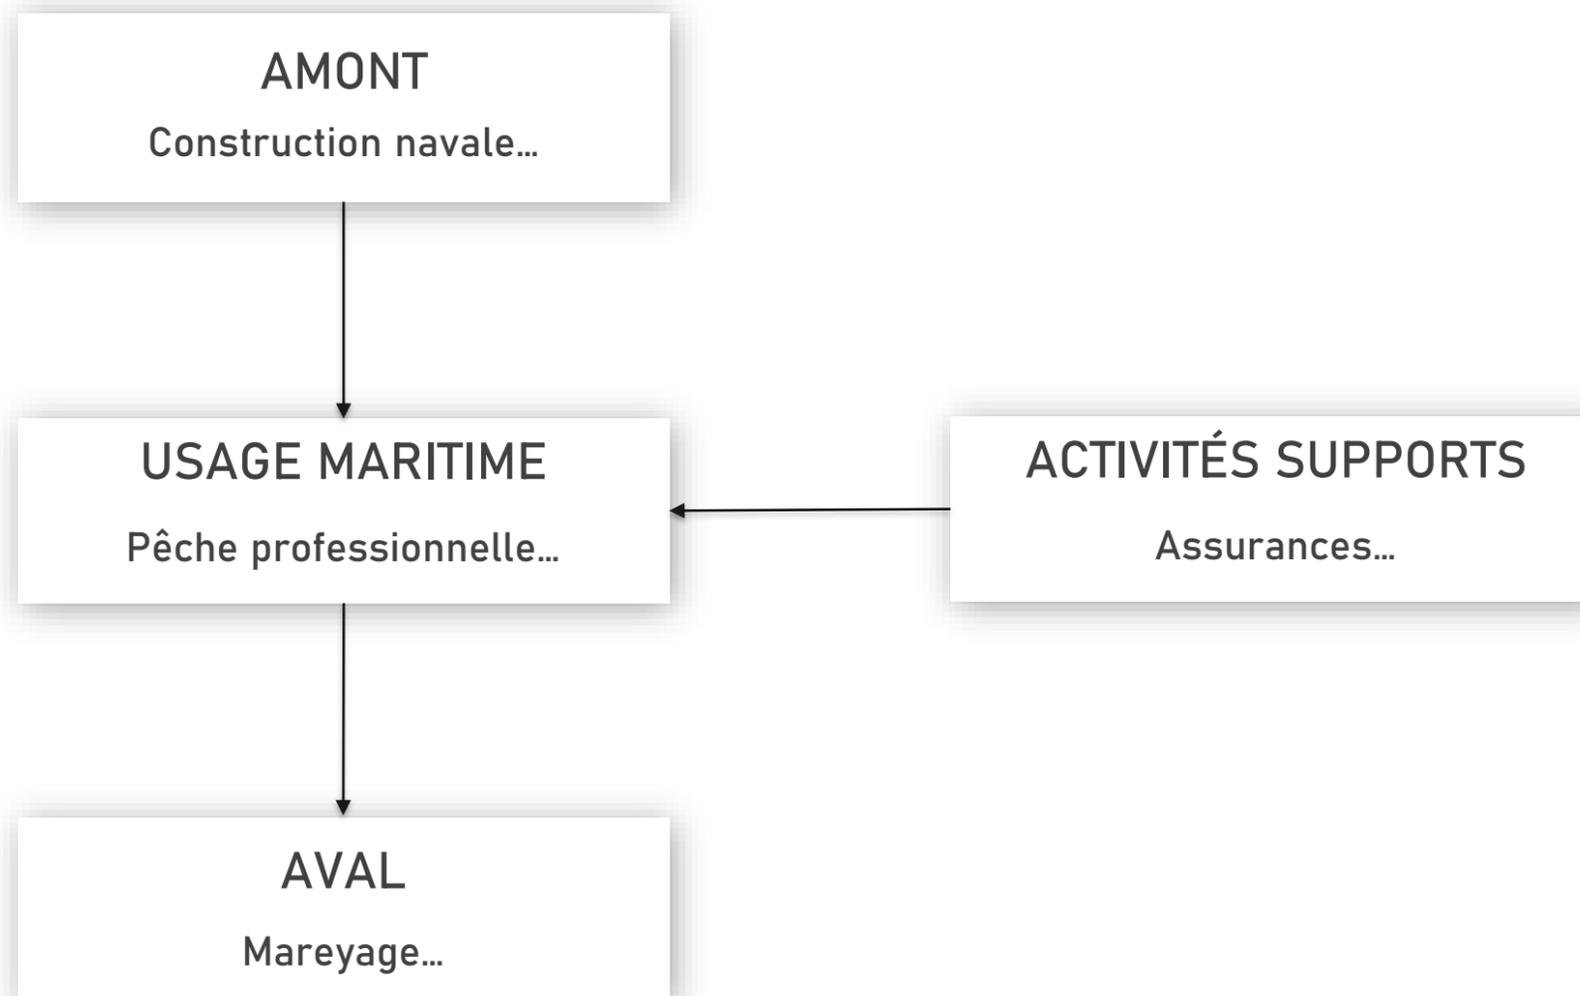 AMONT
Construction navale…
USAGE MARITIME
Pêche professionnelle…
ACTIVITÉS SUPPORTS
Assurances…
AVAL
Mareyage…